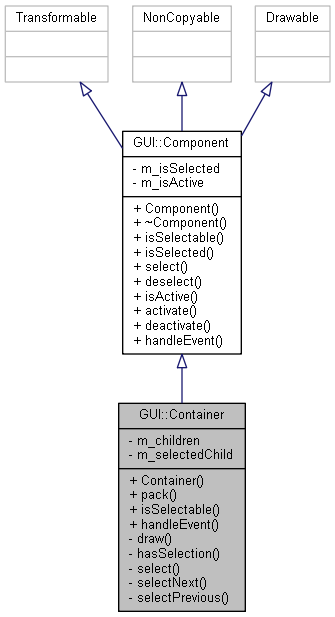 Transformable
NonCopyable
Drawable
GUI::Component
- m_isSelected
- m_isActive
+ Component()
+ ~Component()
+ isSelectable()
+ isSelected()
+ select()
+ deselect()
+ isActive()
+ activate()
+ deactivate()
+ handleEvent()
GUI::Container
- m_children
- m_selectedChild
+ Container()
+ pack()
+ isSelectable()
+ handleEvent()
- draw()
- hasSelection()
- select()
- selectNext()
- selectPrevious()